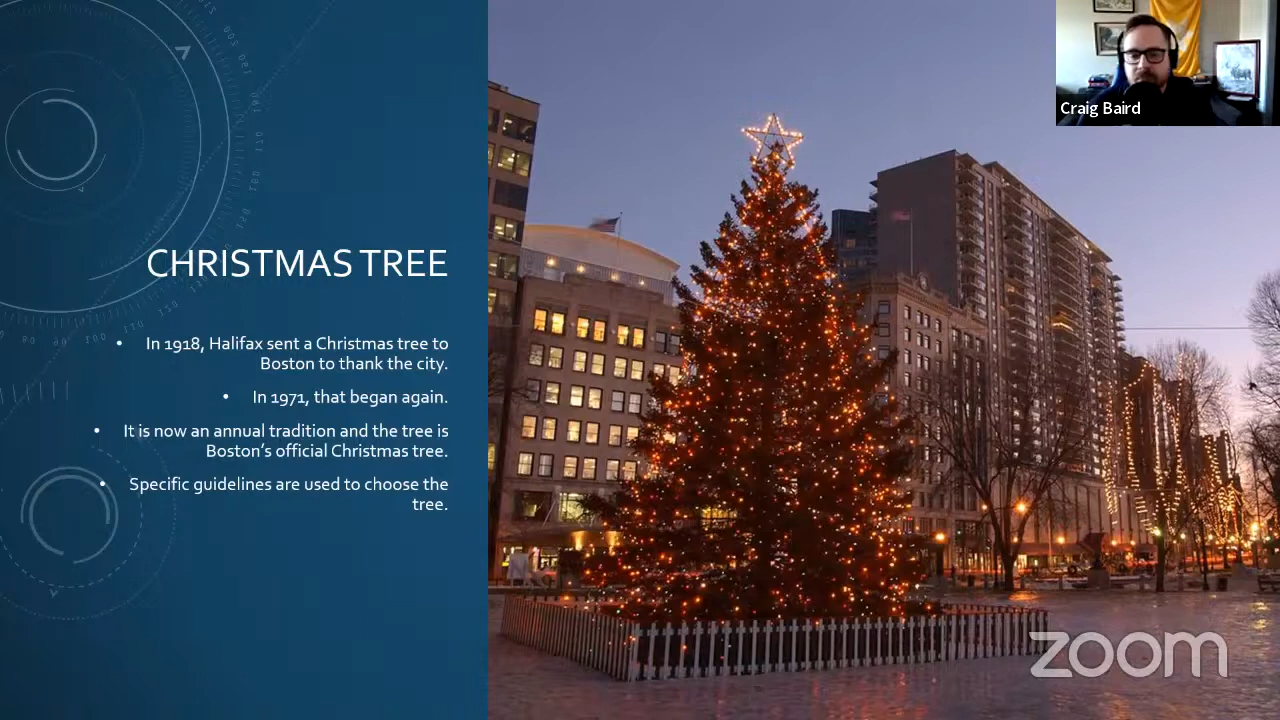 Craig Baird
CHRISTMAS TREE
• In 1918, Halifax sent a Christmas tree to
Boston to thank the city.
• In 1971, that began again.
• It is now an annual tradition and the tree is
Boston's official Christmas tree.
• Specific guidelines are used to choose the
tree.
zoom